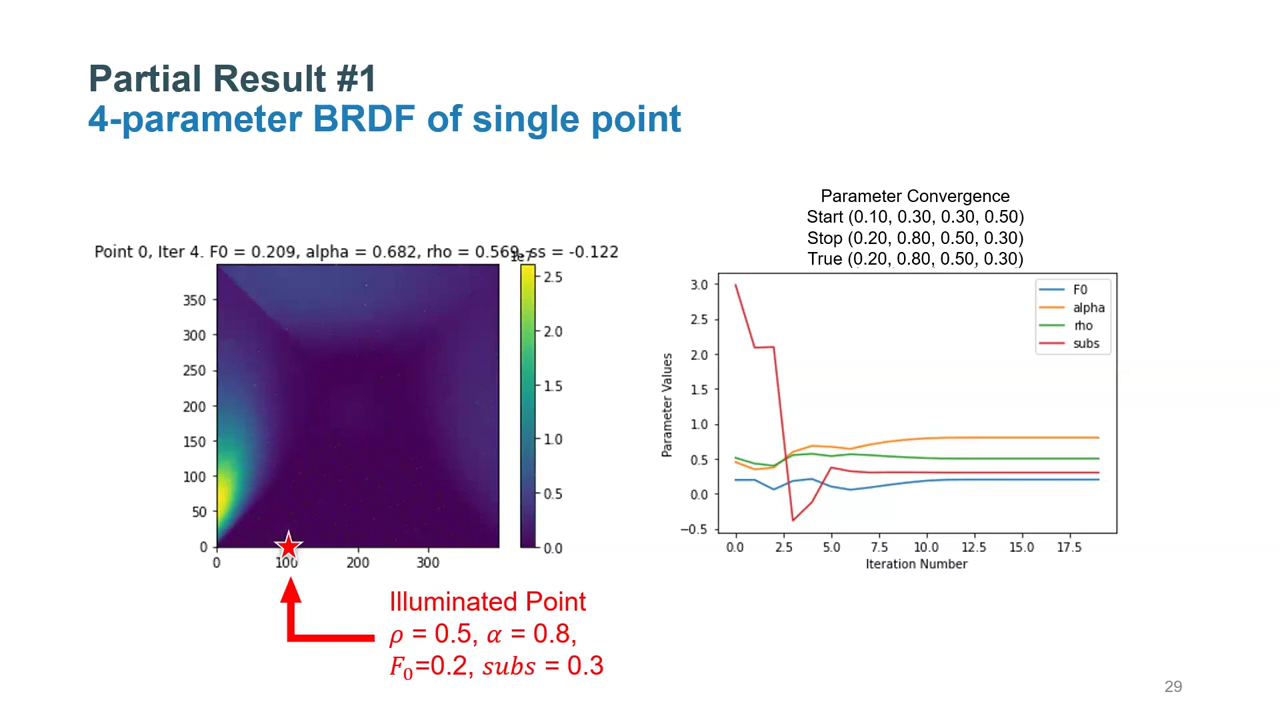 Partial Result #1
4-parameter BRDF of single point
Point 0, Iter 4. F0 = 0.209, alpha = 0.682, rho = 0.569, ss = -0.122
1e7
350
300
250
200
150
100
50
0
0
100
200
300
2.5
2.0
1.5
1.0
0.5
0.0
Illuminated Point
𝜌 = 0.5, 𝛼 = 0.8,
𝐹₀=0.2, 𝑠𝑢𝑏𝑠 = 0.3
Parameter Convergence
Start (0.10, 0.30, 0.30, 0.50)
Stop (0.20, 0.80, 0.50, 0.30)
True (0.20, 0.80, 0.50, 0.30)
Parameter Values
3.0
2.5
2.0
1.5
1.0
0.5
0.0
−0.5
F0
alpha
rho
subs
0.0
2.5
5.0
7.5
10.0
12.5
15.0
17.5
Iteration Number
29